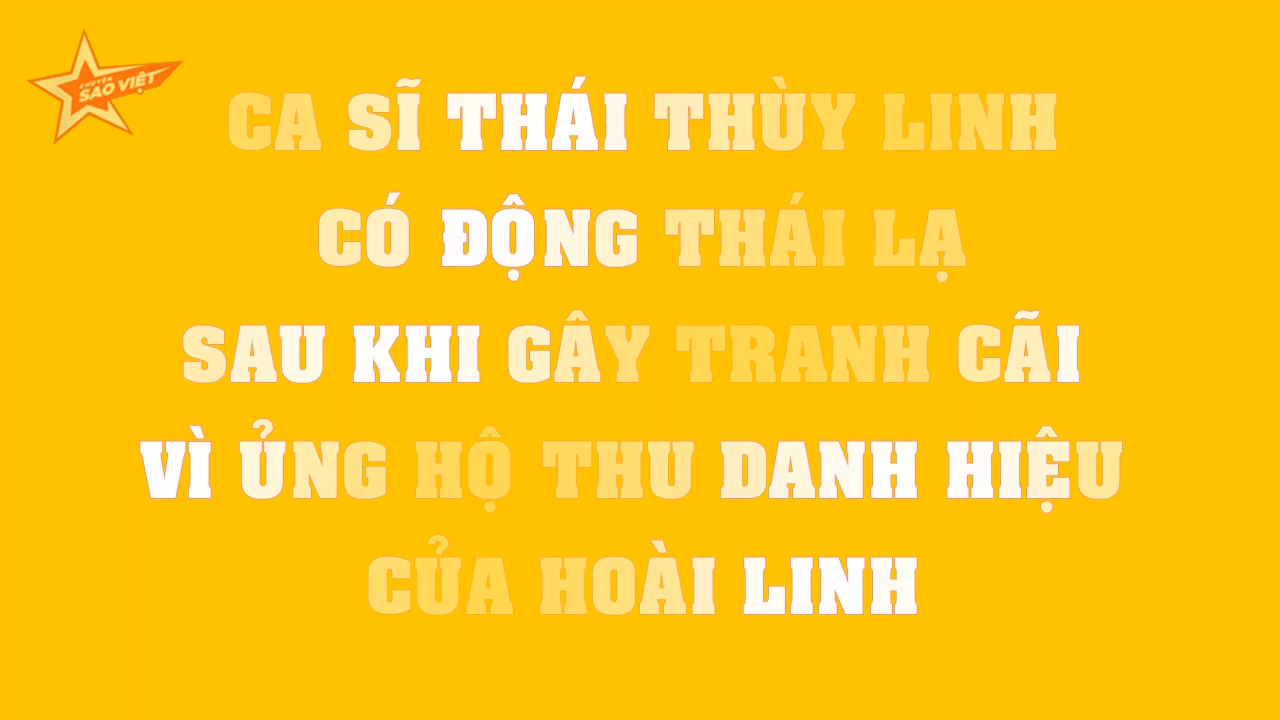 CHUYỆN
SAO VIỆT
CA SĨ THÁI THÙY LINH
CÓ ĐỘNG THÁI LẠ
SAU KHI GÂY TRANH CÃI
VÌ ỦNG HỘ THU DANH HIỆU
CỦA HOÀI LINH